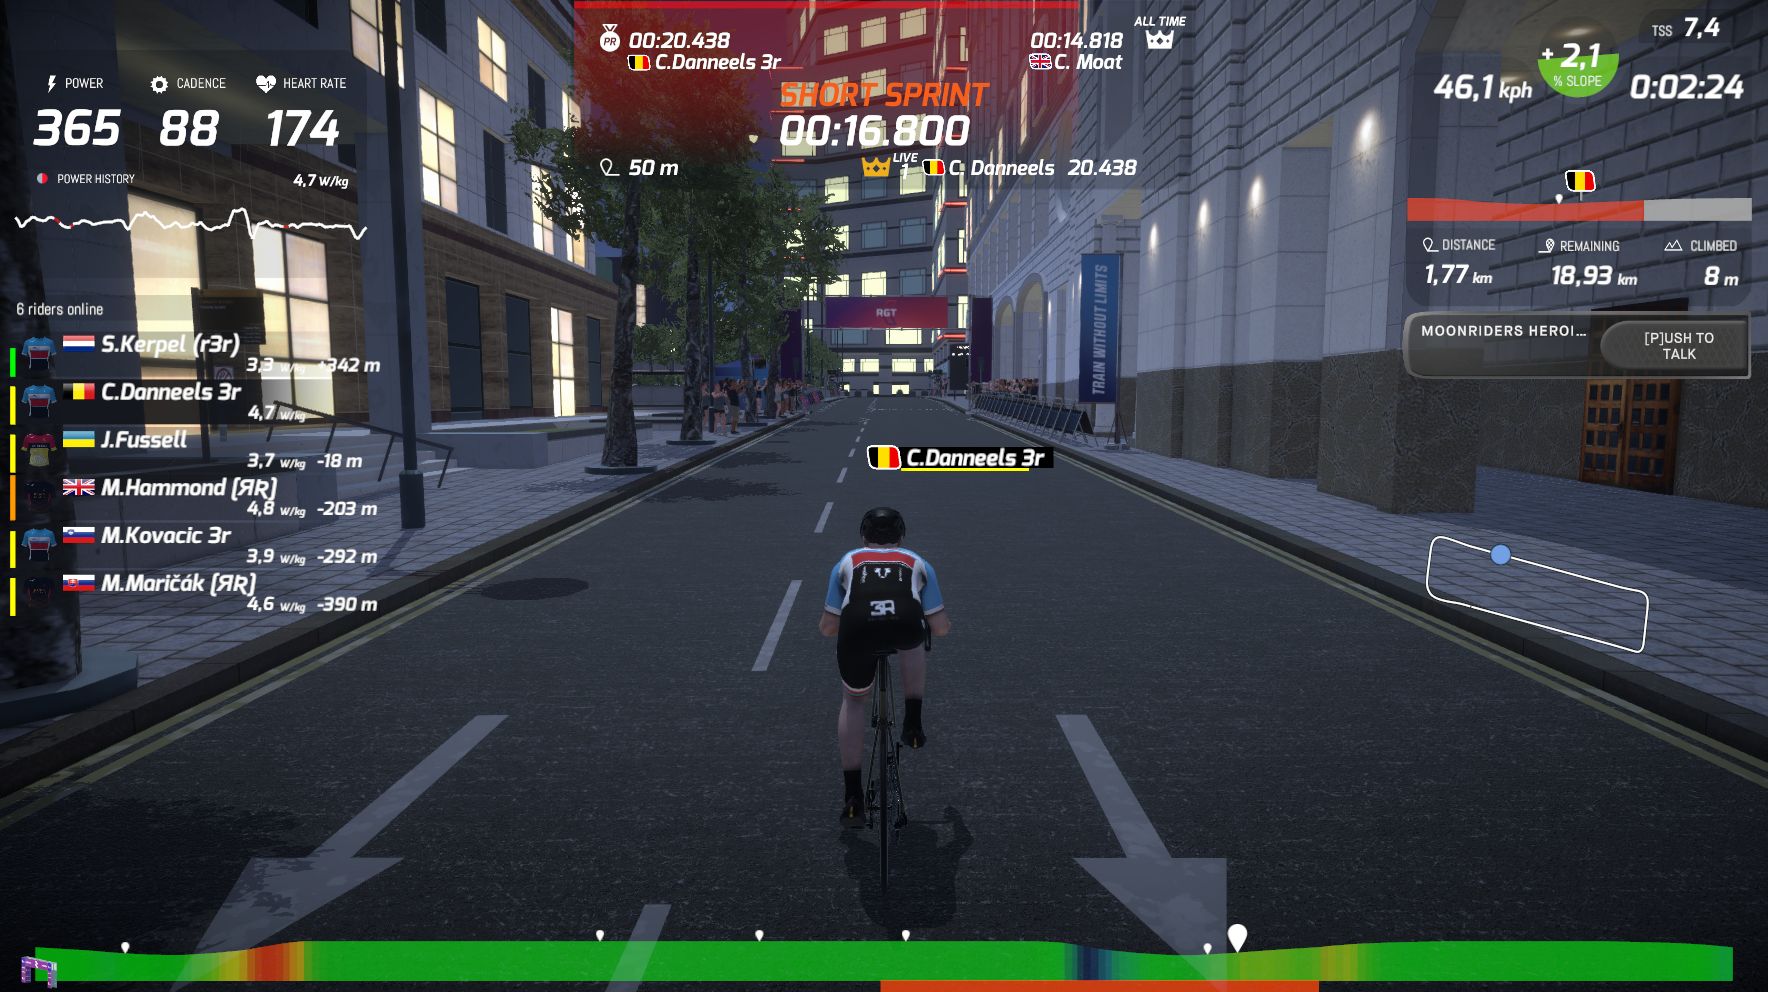 POWER CADENCE HEART RATE
365 88 174
POWER HISTORY 4,7 W/kg
6 riders online
S.Kerpel (r3r)
3,3 W/kg +342 m
C.Danneels 3r
4,7 W/kg
J.Fussell
3,7 W/kg -18 m
M.Hammond [ЯR]
4,8 W/kg -203 m
M.Kovacic 3r
3,9 W/kg -292 m
M.Maričák [ЯR]
4,6 W/kg -390 m
PR 00:20.438
C.Danneels 3r
ALL TIME
00:14.818
C. Moat
SHORT SPRINT
00:16.800
50 m
LIVE
1 C. Danneels 20.438
TSS 7,4
46,1 kph
+2,1
% SLOPE
0:02:24
DISTANCE REMAINING CLIMBED
1,77 km 18,93 km 8 m
MOONRIDERS HEROI...
[P]USH TO
TALK
RGT
TRAIN WITHOUT LIMITS
C.Danneels 3r
3R